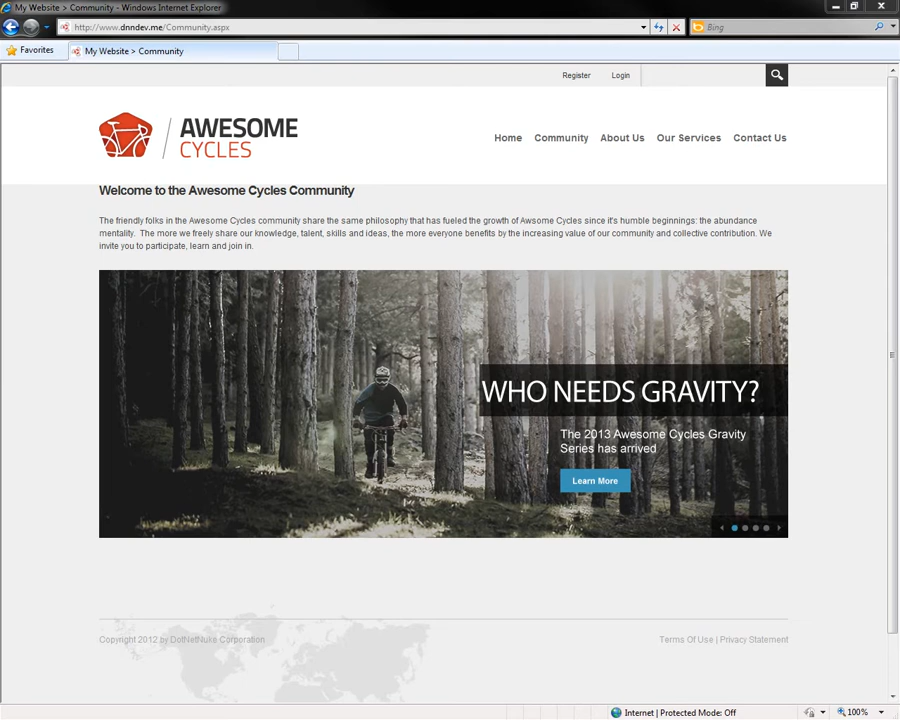 My Website > Community - Windows Internet Explorer
http://www.dnndev.me/Community.aspx
Bing
Favorites
My Website > Community
Register
Login
AWESOME
CYCLES
Home
Community
About Us
Our Services
Contact Us
Welcome to the Awesome Cycles Community
The friendly folks in the Awesome Cycles community share the same philosophy that has fueled the growth of Awsome Cycles since it's humble beginnings: the abundance
mentality.  The more we freely share our knowledge, talent, skills and ideas, the more everyone benefits by the increasing value of our community and collective contribution. We
invite you to participate, learn and join in.
WHO NEEDS GRAVITY?
The 2013 Awesome Cycles Gravity
Series has arrived
Learn More
Copyright 2012 by DotNetNuke Corporation
Terms Of Use | Privacy Statement
Internet | Protected Mode: Off
100%